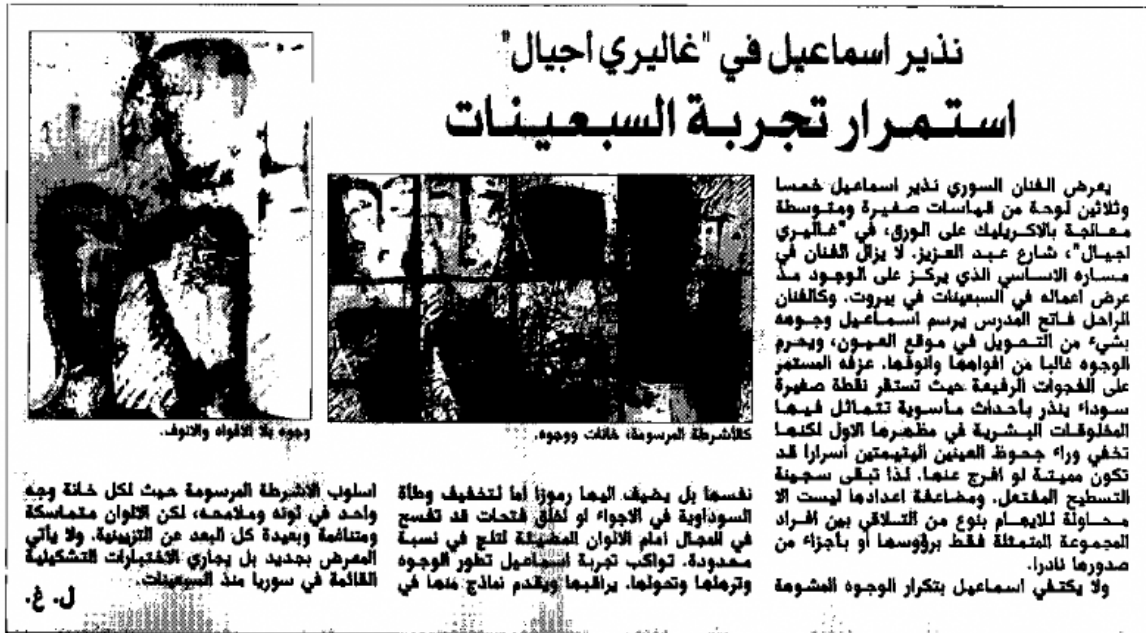 نذير اسماعيل في "غاليري أجيال"
استمرار تجربة السبعينات
يعرض الفنان السوري نذير اسماعيل خمسا
وثلاثين لوحة من قياسات صغيرة ومتوسطة
معالجة بالاكريليك على الورق، في "غاليري
اجيال"، شارع عبد العزيز. لا يزال الفنان في
مساره الاساسي الذي يركز على الوجوه منذ
عرض اعماله في السبعينات في بيروت. وكالفنان
الراحل فاتح المدرس يرسم اسماعيل وجوهه
بشيء من التحويل في موقع العيون، ويحرم
الوجوه غالبا من افواهها وانوفها. عزفه المستمر
على الفجوات الرفيعة حيث تستقر نقطة صغيرة
سوداء ينذر بأحداث مأسوية تتماثل فيها
المخلوقات البشرية في مظهرها الاول لكنها
تخفي وراء جحوظ العينين اليتيمتين أسرارا قد
تكون مميتة لو افرج عنها. لذا تبقى سجينة
التسطيح المفتعل. ومضاعفة اعدادها ليست الا
محاولة للايهام بنوع من التلاقي بين افراد
المجموعة المتمثلة فقط برؤوسها أو بأجزاء من
صدورها نادرا.
ولا يكتفي اسماعيل بتكرار الوجوه المشوهة
نفسها بل يضيف اليها رموزا اما لتخفيف وطأة
السوداوية في الاجواء او لخلق فتحات قد تفسح
في المجال أمام الالوان المضيئة لتلج في نسبة
محدودة. تواكب تجربة اسماعيل تطور الوجوه
وترهلها وتحولها. يراقبها ويقدم نماذج منها في
اسلوب الاشرطة المرسومة حيث لكل خانة وجه
واحد في لونه وملامحه، لكن الالوان متماسكة
ومتناغمة وبعيدة كل البعد عن التزيينية. ولا يأتي
المعرض بجديد بل يجاري الاختبارات التشكيلية
القائمة في سوريا منذ السبعينات.
ل. غ.
كالأشرطة المرسومة، خانات ووجوه.
وجوه بلا الافواه والانوف.